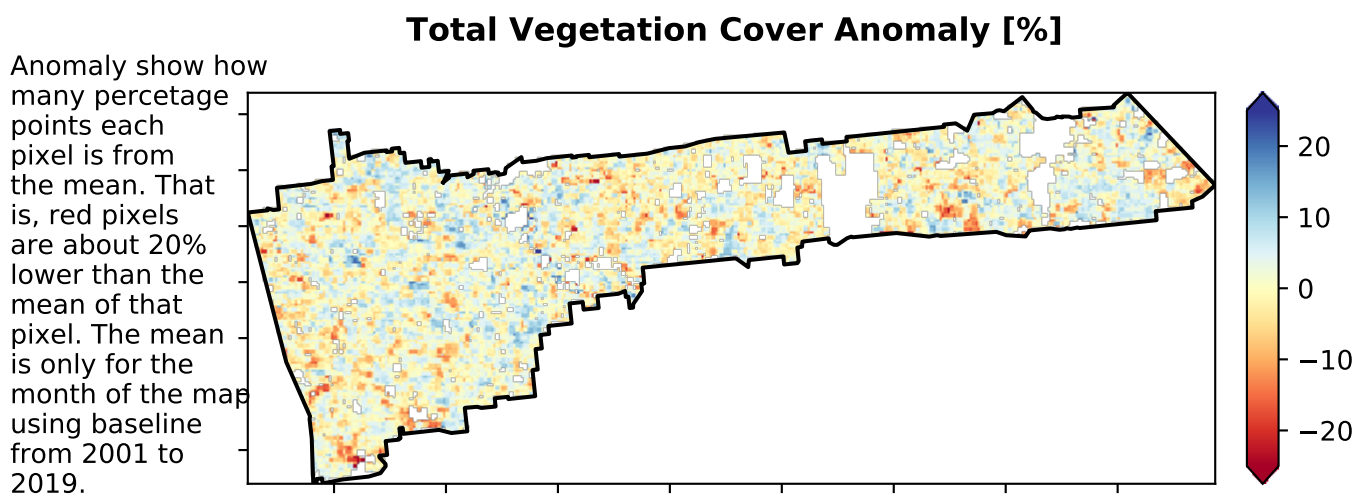 Total Vegetation Cover Anomaly [%]
Anomaly show how
many percetage
points each
pixel is from
the mean. That
is, red pixels
are about 20%
lower than the
mean of that
pixel. The mean
is only for the
month of the map
using baseline
from 2001 to
2019.
20
10
0
−10
−20